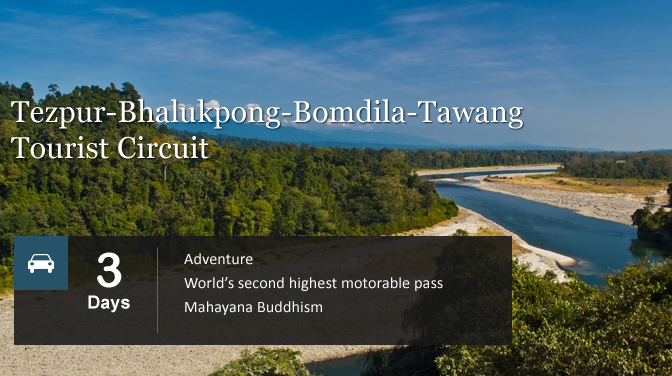 Tezpur-Bhalukpong-Bomdila-Tawang
Tourist Circuit
3
Days
Adventure
World’s second highest motorable pass
Mahayana Buddhism